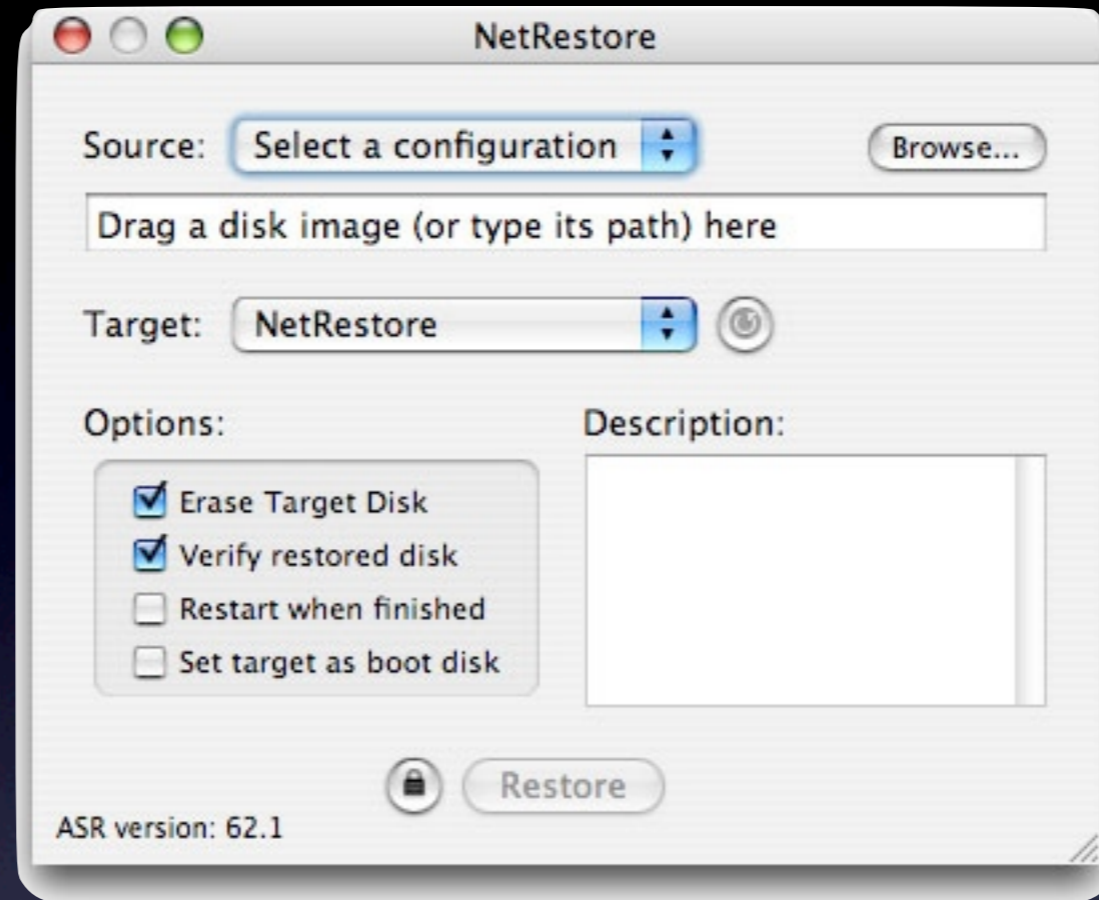 NetRestore
Source: Select a configuration Browse...
Drag a disk image (or type its path) here
Target: NetRestore
Options: Description:
Erase Target Disk
Verify restored disk
Restart when finished
Set target as boot disk
Restore
ASR version: 62.1